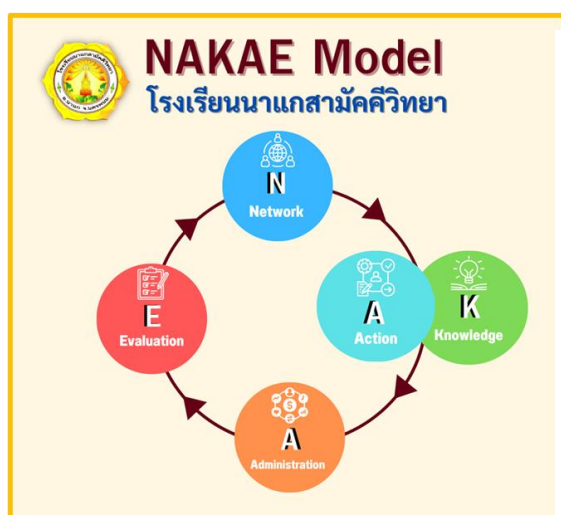 NAKAE Model
โรงเรียนนาแกสามัคคีวิทยา
N
Network
A
Action
K
Knowledge
A
Administration
E
Evaluation